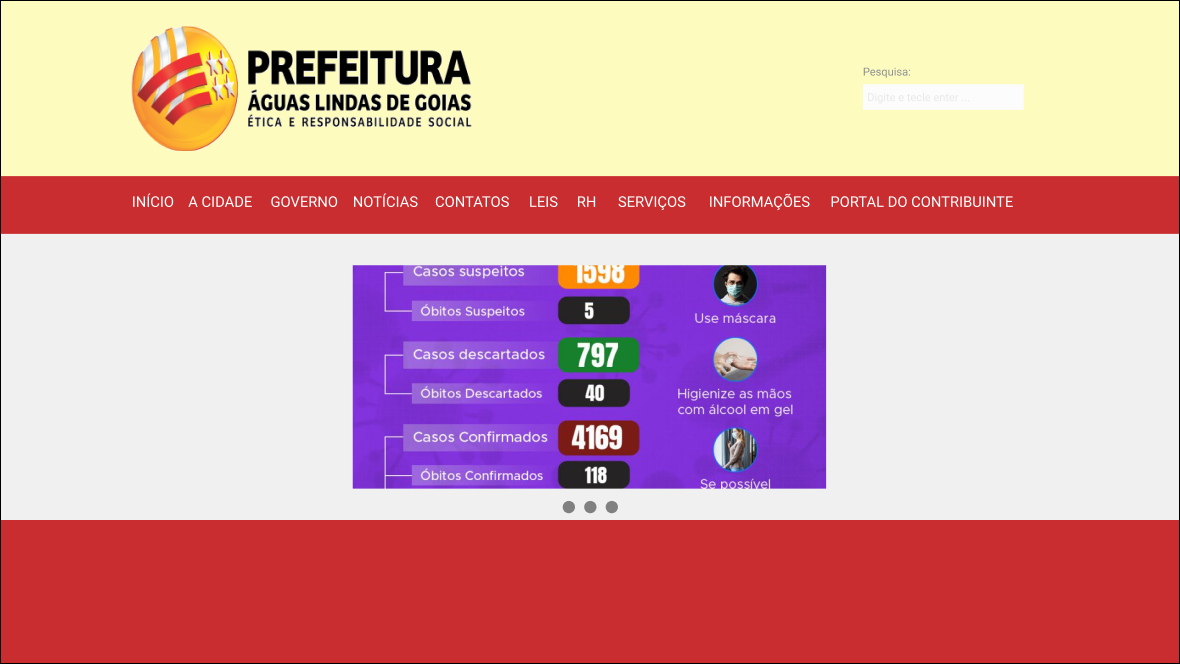 PREFEITURA
ÁGUAS LINDAS DE GOIAS
ÉTICA E RESPONSABILIDADE SOCIAL
Pesquisa:
Digite e tecle enter ...
INÍCIO A CIDADE GOVERNO NOTÍCIAS CONTATOS LEIS RH SERVIÇOS INFORMAÇÕES PORTAL DO CONTRIBUINTE
Casos suspeitos 1598
Óbitos Suspeitos 5
Casos descartados 797
Óbitos Descartados 40
Casos Confirmados 4169
Óbitos Confirmados 118
Use máscara
Higienize as mãos
com álcool em gel
Se possível